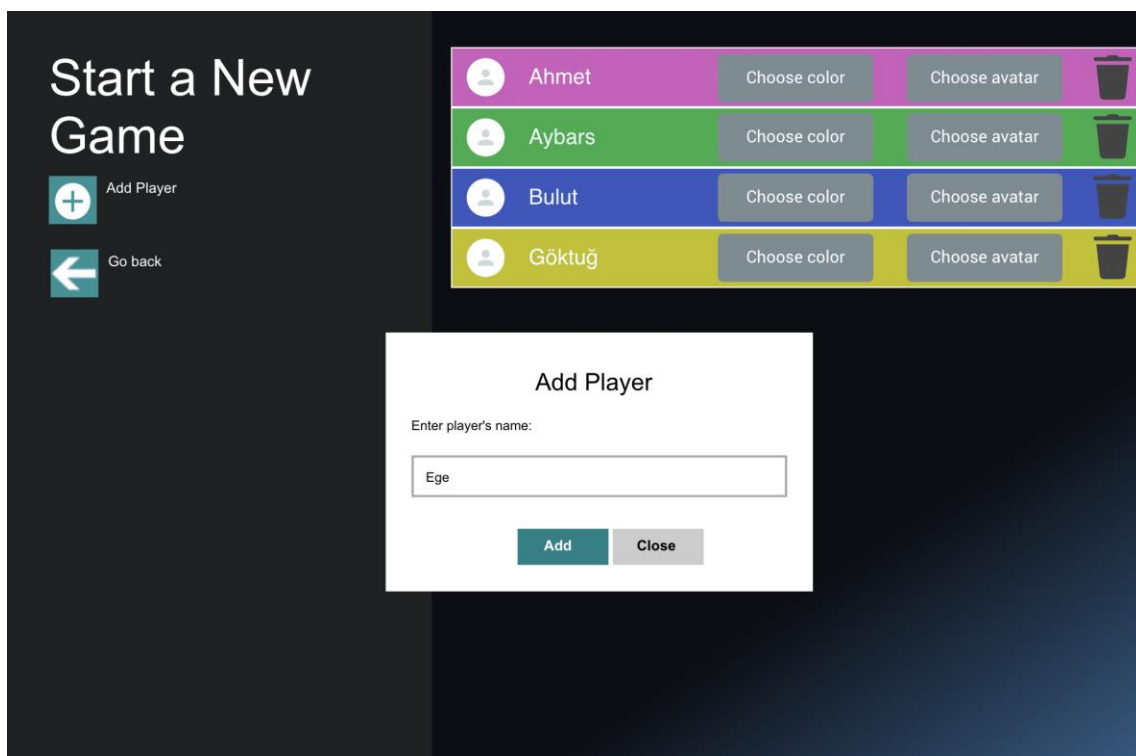 Start a New
Game
Add Player
Go back
Ahmet Choose color Choose avatar
Aybars Choose color Choose avatar
Bulut Choose color Choose avatar
Göktuğ Choose color Choose avatar
Add Player
Enter player's name:
Ege
Add Close